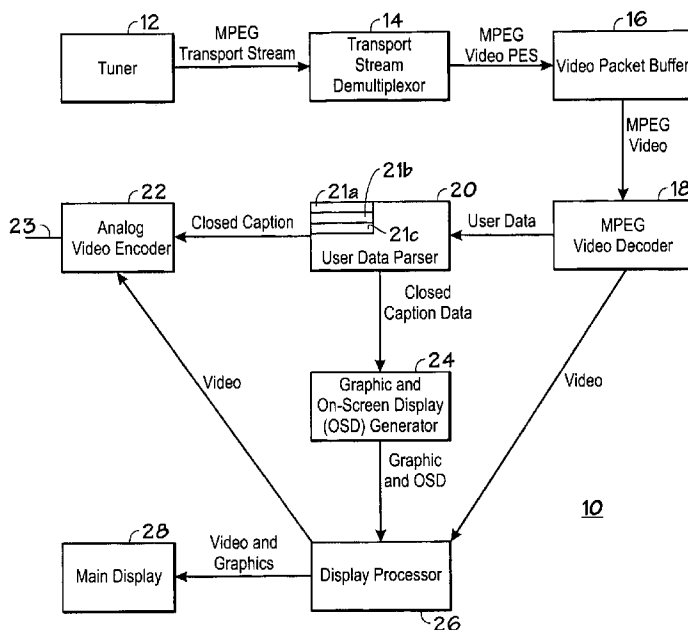 12
14
16
Tuner
MPEG
Transport Stream
Transport
Stream
Demultiplexor
MPEG
Video PES
Video Packet Buffer
MPEG
Video
22
21a
21b
21c
20
18
23
Analog
Video Encoder
Closed Caption
User Data Parser
User Data
MPEG
Video Decoder
Closed
Caption Data
24
Video
Graphic and
On-Screen Display
(OSD) Generator
Video
Graphic
and OSD
10
28
Main Display
Video and
Graphics
Display Processor
26